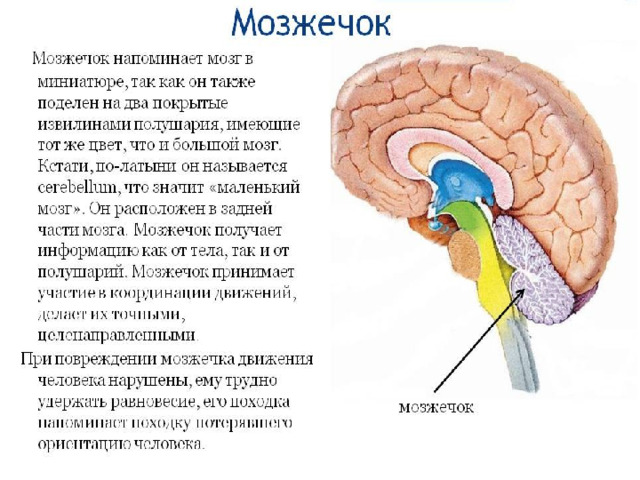 Мозжечок
Мозжечок напоминает мозг в
миниатюре, так как он также
поделен на два покрытые
извилинами полушария, имеющие
тот же цвет, что и большой мозг.
Кстати, по-латыни он называется
cerebellum, что значит «маленький
мозг». Он расположен в задней
части мозга. Мозжечок получает
информацию как от тела, так и от
полушарий. Мозжечок принимает
участие в координации движений,
делает их точными,
целенаправленными.
При повреждении мозжечка движения
человека нарушены, ему трудно
удержать равновесие, его походка
напоминает походку потерявшего
ориентацию человека.
мозжечок